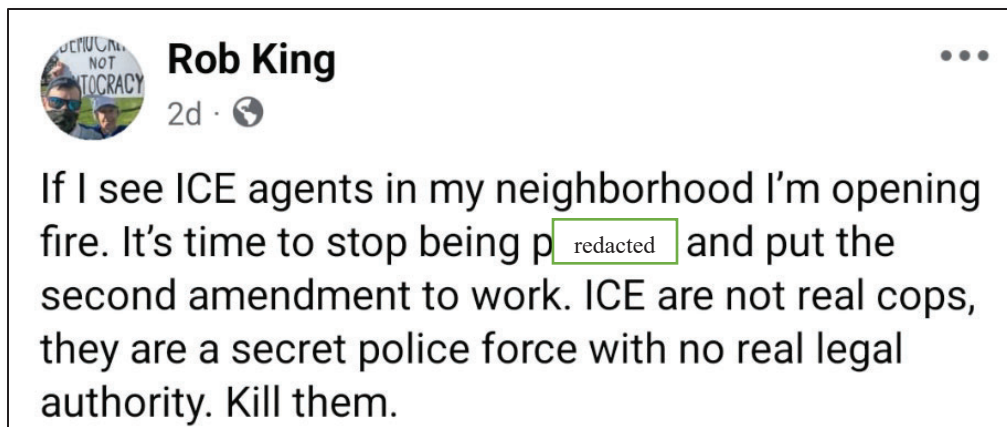 DEMOCRA
NOT
TOCRACY
Rob King
2d ·
If I see ICE agents in my neighborhood I'm opening
fire. It's time to stop being p redacted and put the
second amendment to work. ICE are not real cops,
they are a secret police force with no real legal
authority. Kill them.